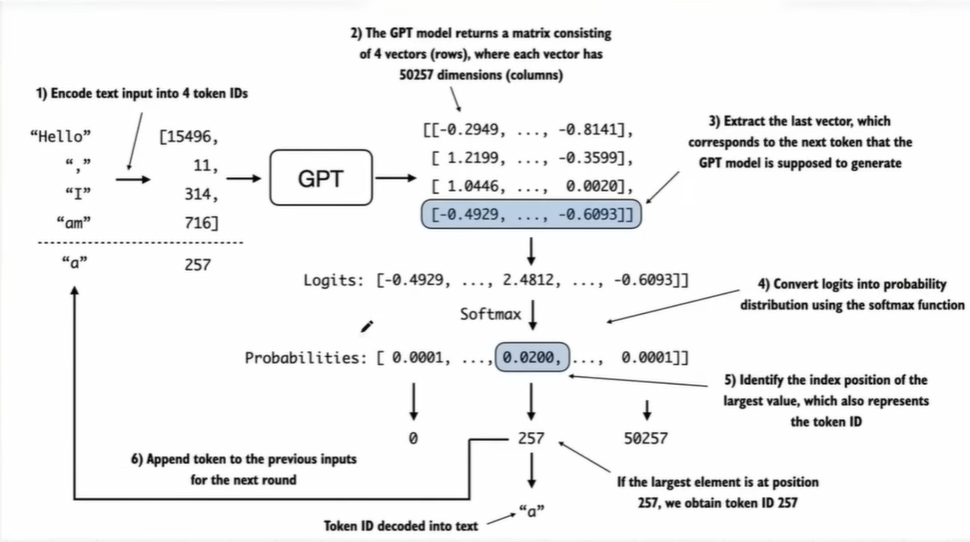 2) The GPT model returns a matrix consisting
of 4 vectors (rows), where each vector has
50257 dimensions (columns)
1) Encode text input into 4 token IDs
3) Extract the last vector, which
corresponds to the next token that the
GPT model is supposed to generate
“Hello” [15496,
“,” 11,
“I” 314,
“am” 716]
“a” 257
GPT
[[-0.2949, ..., -0.8141],
[ 1.2199, ..., -0.3599],
[ 1.0446, ..., 0.0020],
[-0.4929, ..., -0.6093]]
Logits: [-0.4929, ..., 2.4812, ..., -0.6093]]
4) Convert logits into probability
distribution using the softmax function
Softmax
Probabilities: [ 0.0001, ..., 0.0200, ..., 0.0001]]
5) Identify the index position of the
largest value, which also represents
the token ID
0 257 50257
6) Append token to the previous inputs
for the next round
If the largest element is at position
257, we obtain token ID 257
“a”
Token ID decoded into text